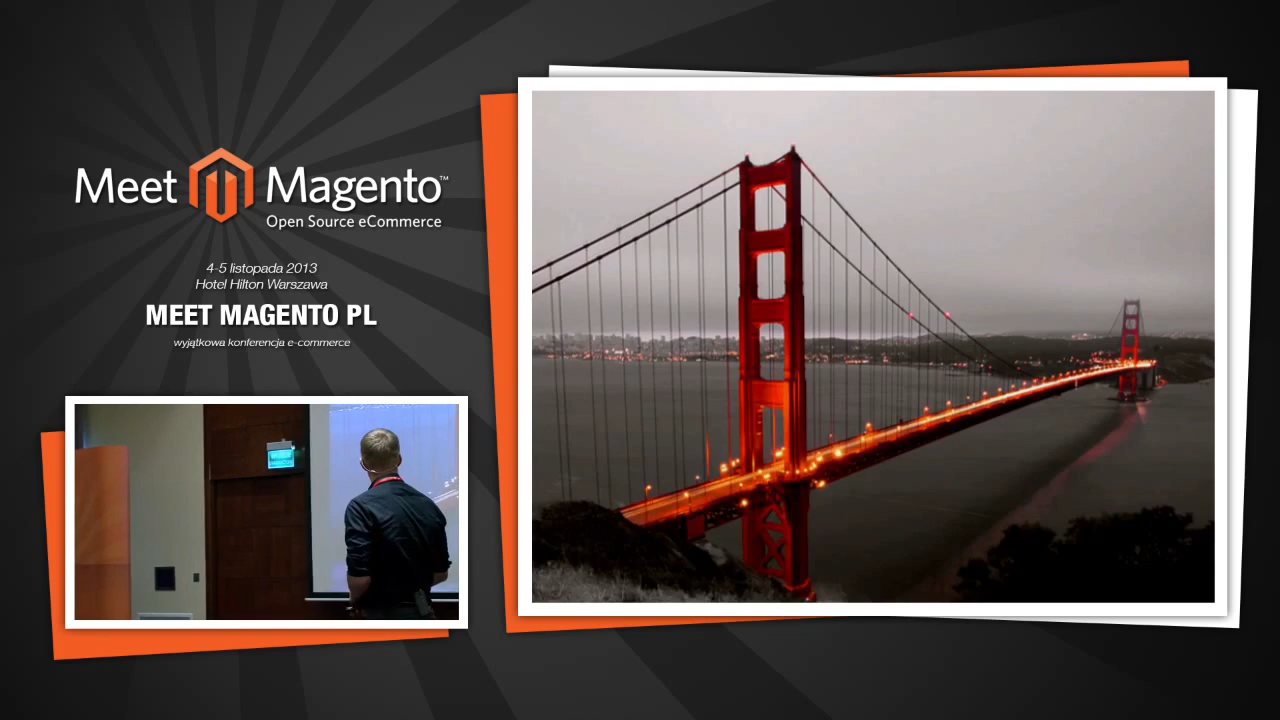 Meet Magento™
Open Source eCommerce
4-5 listopada 2013
Hotel Hilton Warszawa
MEET MAGENTO PL
wyjątkowa konferencja e-commerce